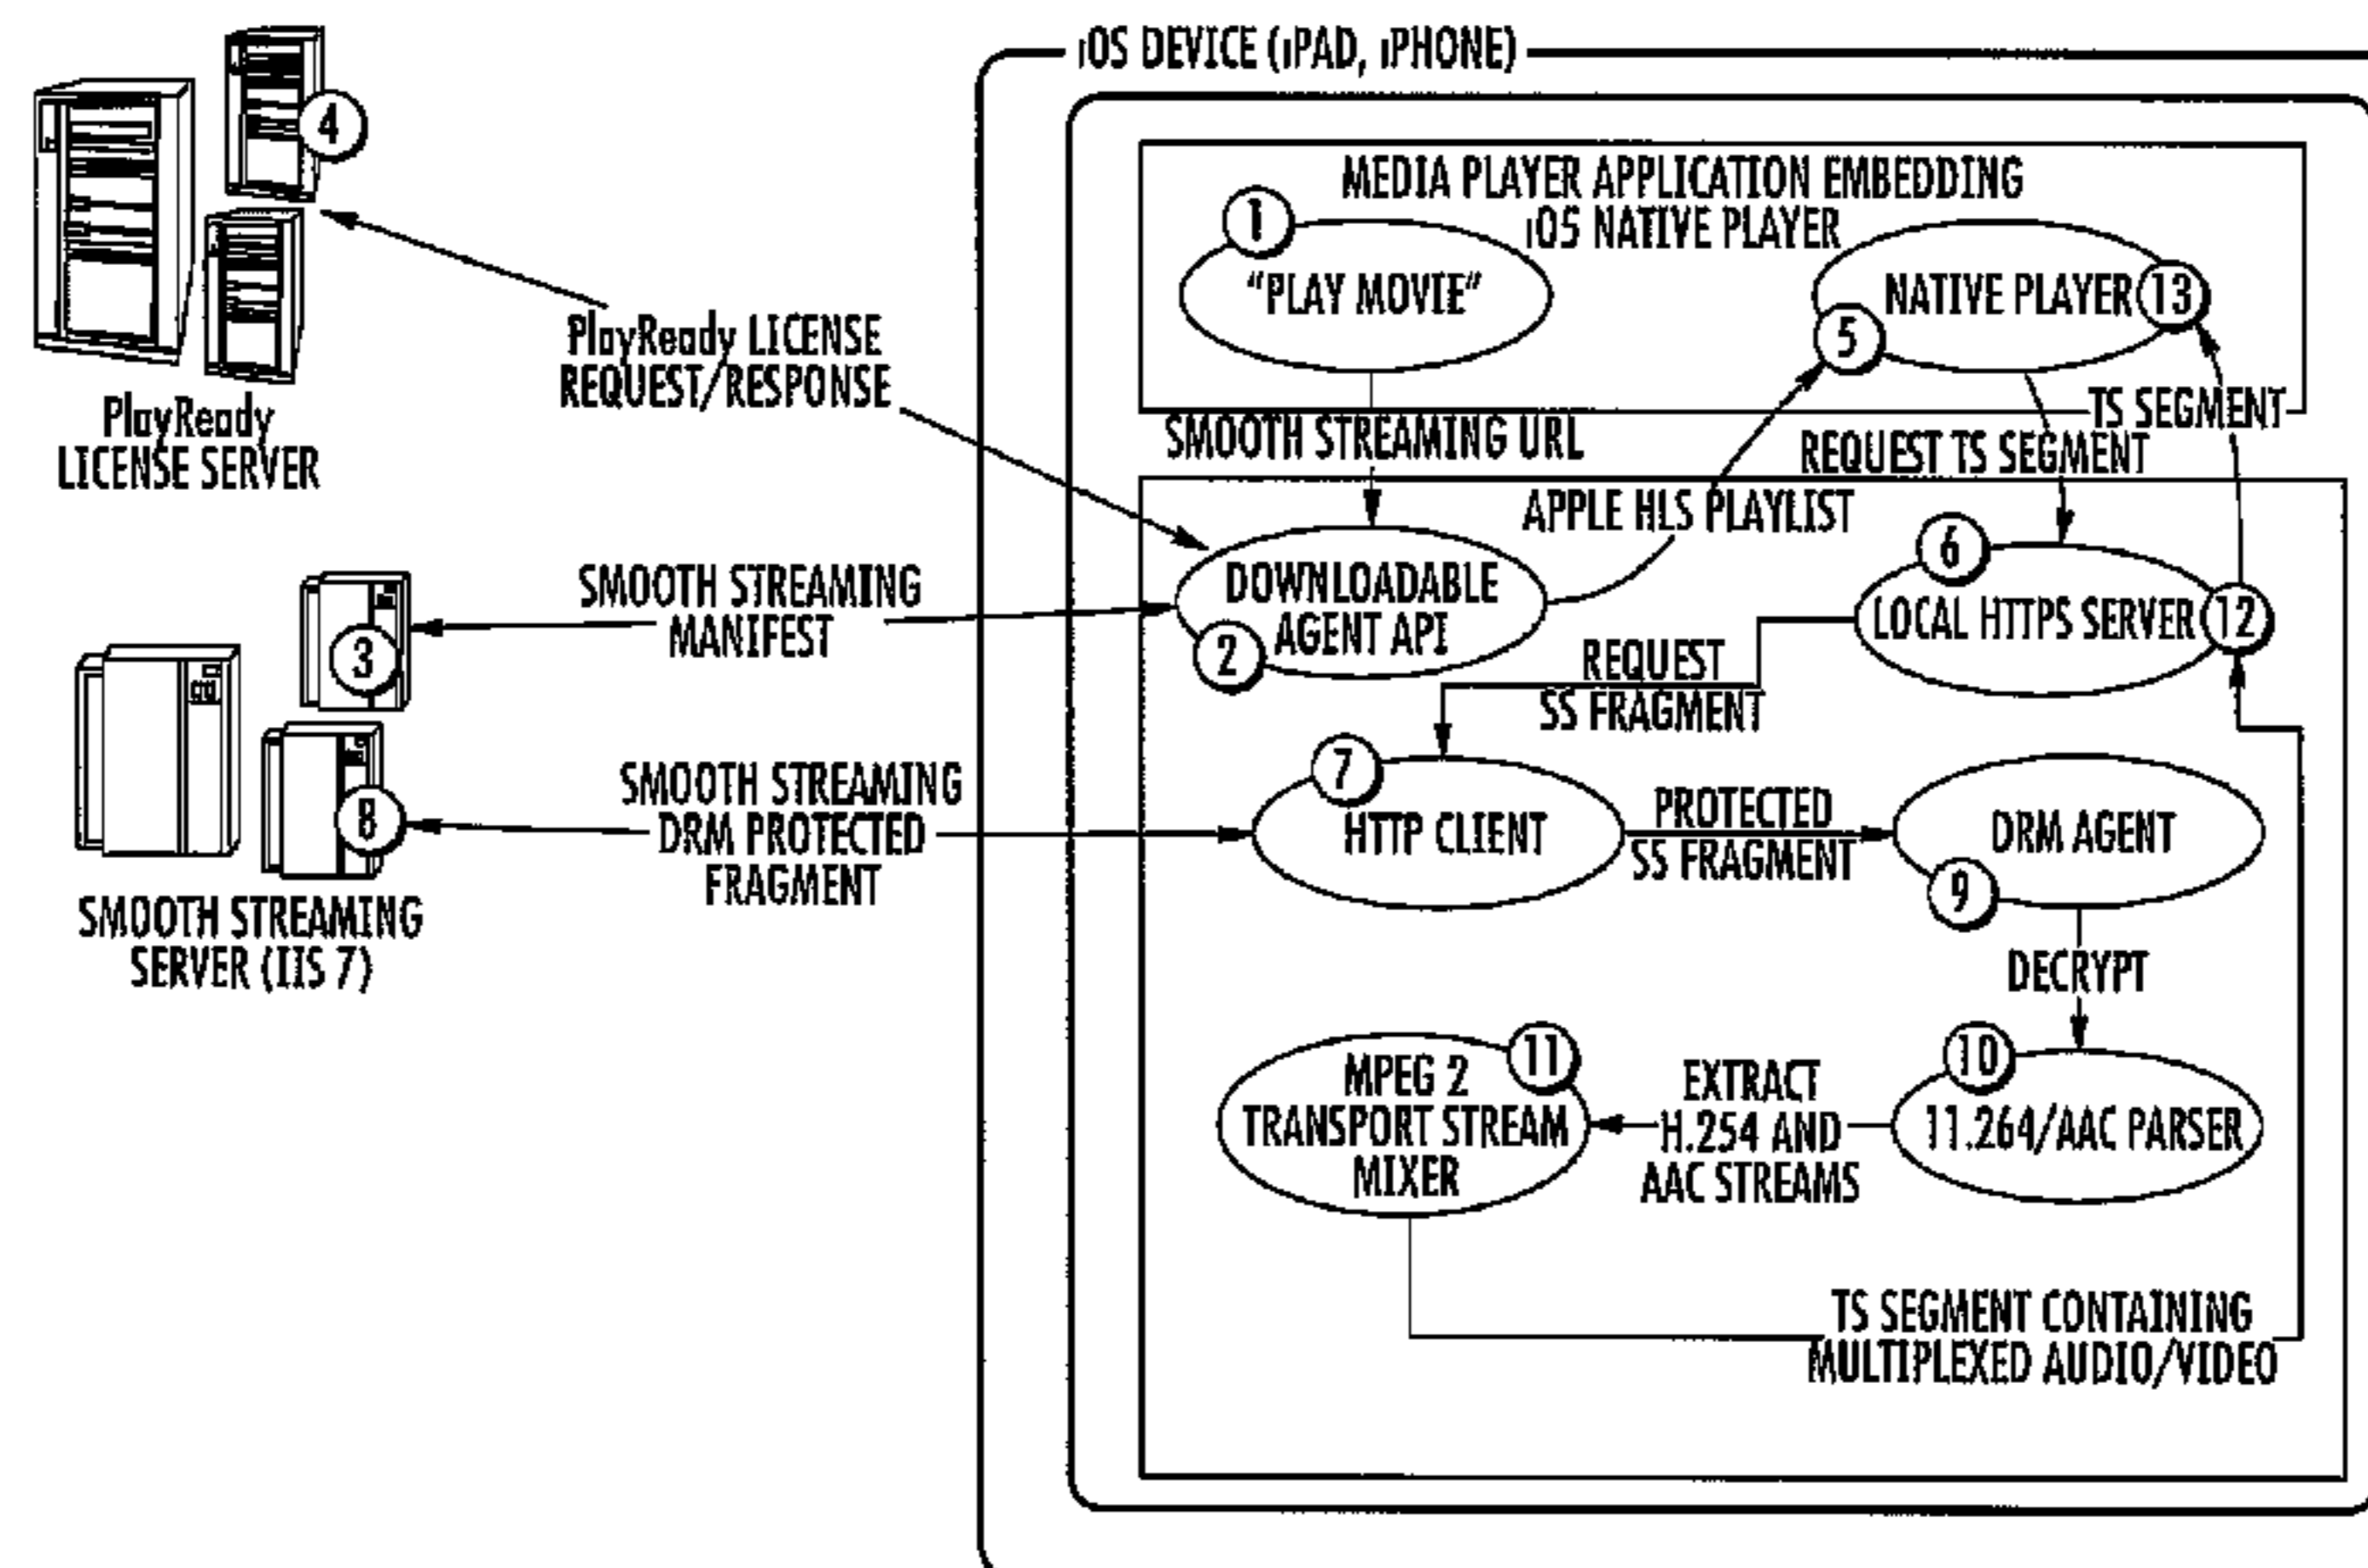 iOS DEVICE (iPAD, iPHONE)
4
MEDIA PLAYER APPLICATION EMBEDDING
iOS NATIVE PLAYER
1
"PLAY MOVIE"
NATIVE PLAYER
13
5
PlayReady LICENSE
REQUEST/RESPONSE
PlayReady
LICENSE SERVER
TS SEGMENT
SMOOTH STREAMING URL
REQUEST TS SEGMENT
APPLE HLS PLAYLIST
SMOOTH STREAMING
MANIFEST
3
DOWNLOADABLE
AGENT API
2
6
LOCAL HTTPS SERVER
12
REQUEST
SS FRAGMENT
7
HTTP CLIENT
SMOOTH STREAMING
DRM PROTECTED
FRAGMENT
8
PROTECTED
SS FRAGMENT
DRM AGENT
9
SMOOTH STREAMING
SERVER (IIS 7)
DECRYPT
10
11.264/AAC PARSER
EXTRACT
H.254 AND
AAC STREAMS
11
MPEG 2
TRANSPORT STREAM
MIXER
TS SEGMENT CONTAINING
MULTIPLEXED AUDIO/VIDEO